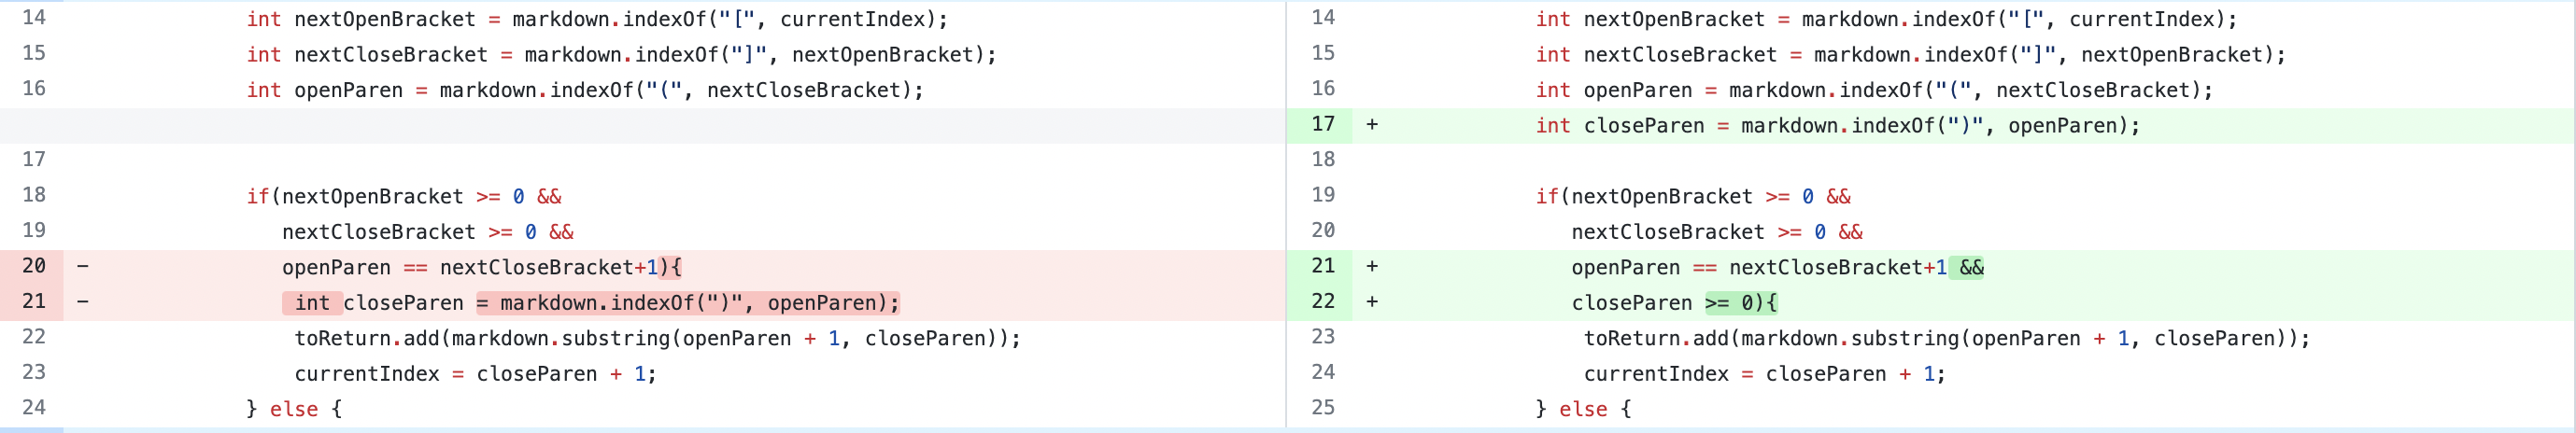 14 int nextOpenBracket = markdown.indexOf("[", currentIndex);
15 int nextCloseBracket = markdown.indexOf("]", nextOpenBracket);
16 int openParen = markdown.indexOf("(", nextCloseBracket);
17
18 if(nextOpenBracket >= 0 &&
19 nextCloseBracket >= 0 &&
20 - openParen == nextCloseBracket+1){
21 - int closeParen = markdown.indexOf(")", openParen);
22 toReturn.add(markdown.substring(openParen + 1, closeParen));
23 currentIndex = closeParen + 1;
24 } else {
14 int nextOpenBracket = markdown.indexOf("[", currentIndex);
15 int nextCloseBracket = markdown.indexOf("]", nextOpenBracket);
16 int openParen = markdown.indexOf("(", nextCloseBracket);
17 + int closeParen = markdown.indexOf(")", openParen);
18
19 if(nextOpenBracket >= 0 &&
20 nextCloseBracket >= 0 &&
21 + openParen == nextCloseBracket+1 &&
22 + closeParen >= 0){
23 toReturn.add(markdown.substring(openParen + 1, closeParen));
24 currentIndex = closeParen + 1;
25 } else {